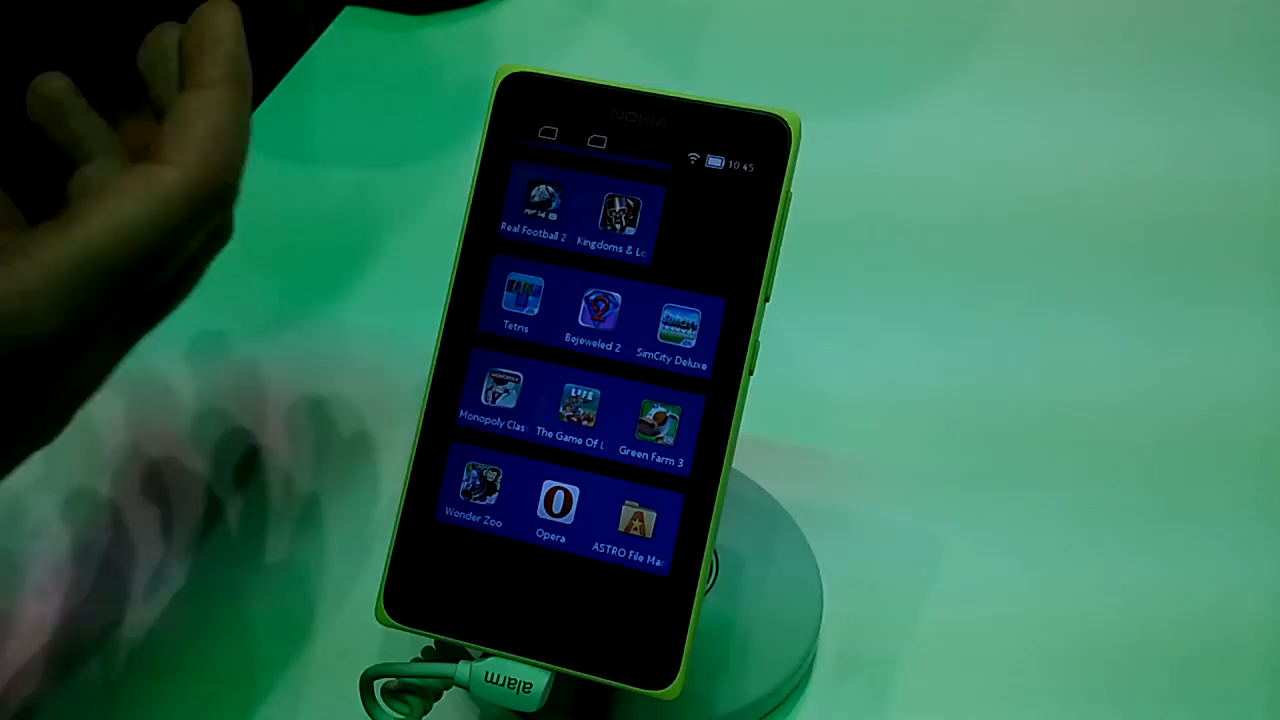 NOKIA
10:45
Real Football 2
Kingdoms & Lo
Tetris
Bejeweled 2
SimCity Deluxe
Monopoly Clas
The Game Of L
Green Farm 3
Wonder Zoo
Opera
ASTRO File Ma
alarm